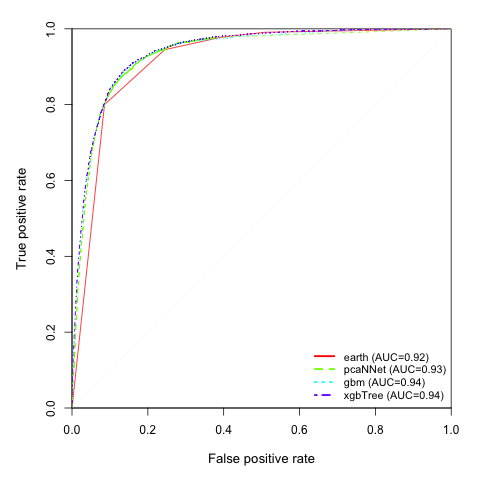 1.0
0.8
0.6
0.4
0.2
0.0
True positive rate
earth (AUC=0.92)
pcaNNet (AUC=0.93)
gbm (AUC=0.94)
xgbTree (AUC=0.94)
0.0 0.2 0.4 0.6 0.8 1.0
False positive rate